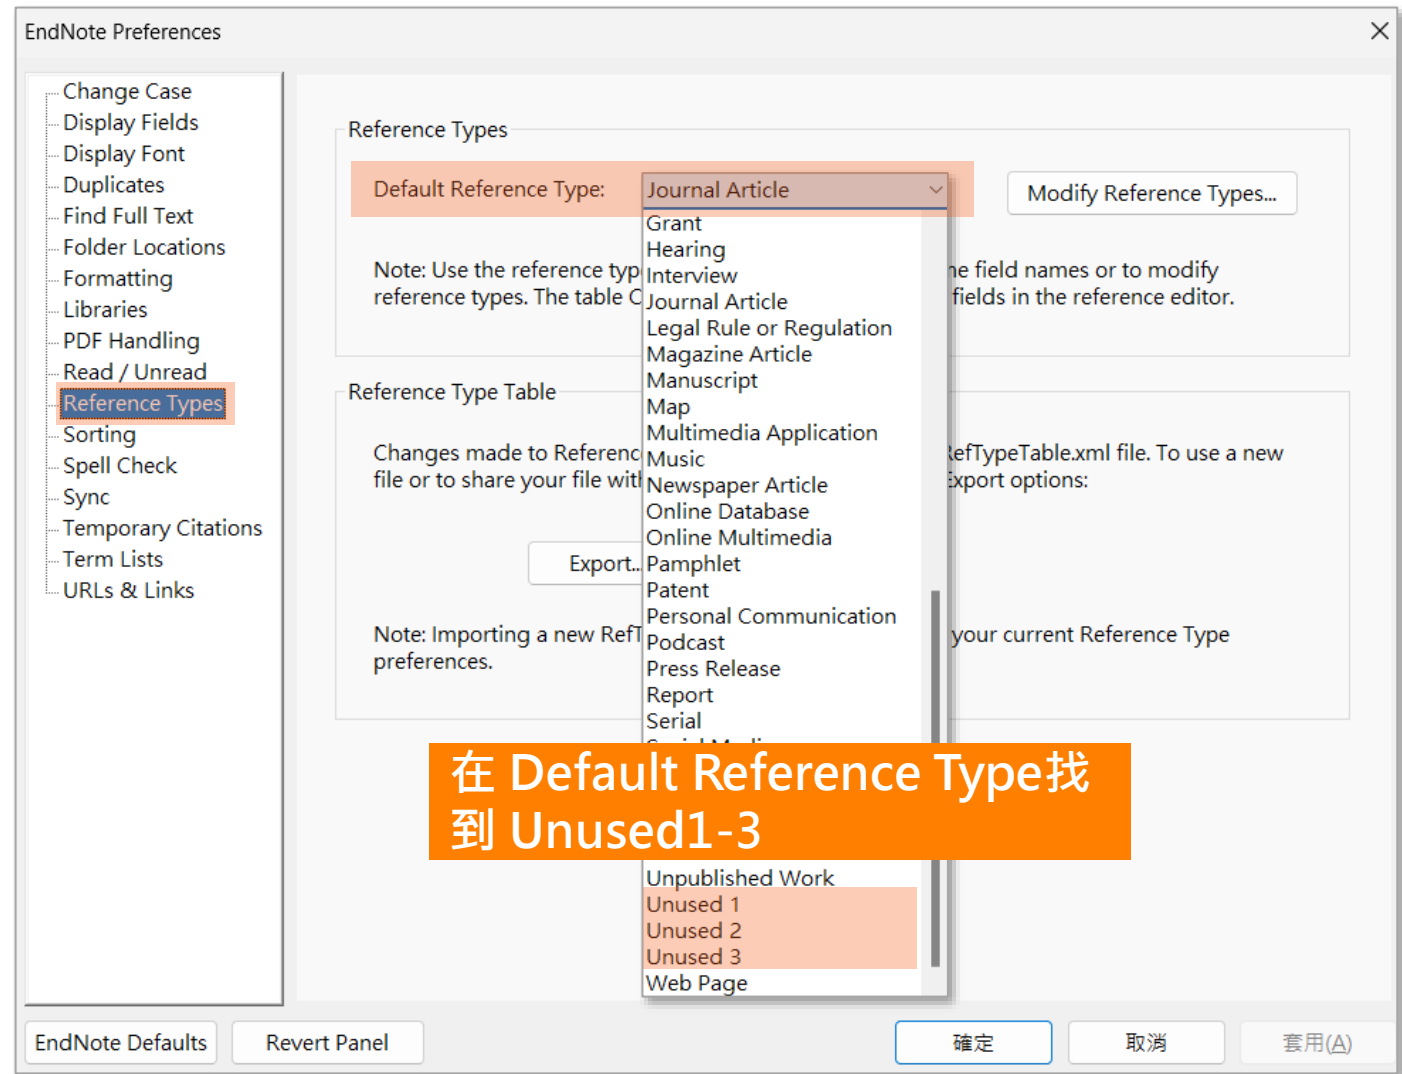 EndNote Preferences
Change Case
Display Fields
Display Font
Duplicates
Find Full Text
Folder Locations
Formatting
Libraries
PDF Handling
Read / Unread
Reference Types
Sorting
Spell Check
Sync
Temporary Citations
Term Lists
URLs & Links
Reference Types
Default Reference Type:
Journal Article
Modify Reference Types...
Note: Use the reference typ
ne field names or to modify
reference types. The table C
fields in the reference editor.
Reference Type Table
Changes made to Referenc
RefTypeTable.xml file. To use a new
file or to share your file wit
Export options:
Export...
Note: Importing a new RefT
your current Reference Type
preferences.
Grant
Hearing
Interview
Journal Article
Legal Rule or Regulation
Magazine Article
Manuscript
Map
Multimedia Application
Music
Newspaper Article
Online Database
Online Multimedia
Pamphlet
Patent
Personal Communication
Podcast
Press Release
Report
Serial
在 Default Reference Type找
到 Unused1-3
Unpublished Work
Unused 1
Unused 2
Unused 3
Web Page
EndNote Defaults
Revert Panel
確定
取消
套用(A)